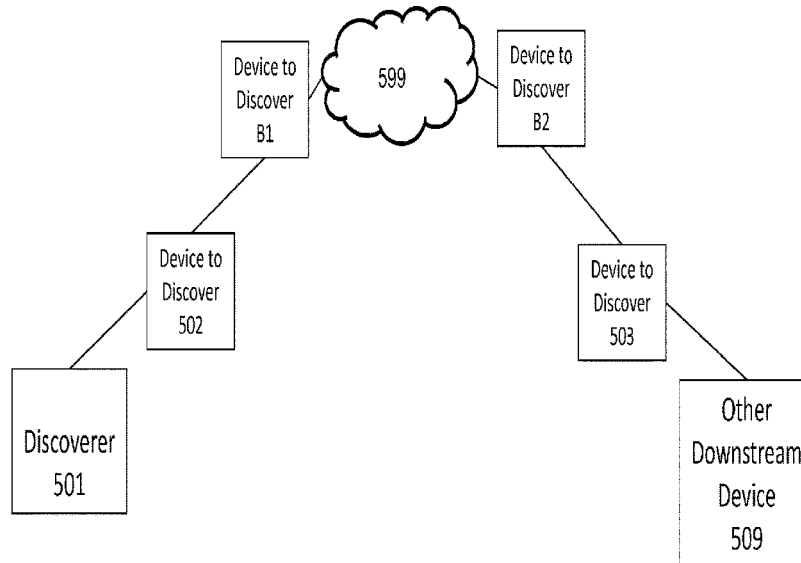 Device to
Discover
B1
599
Device to
Discover
B2
Device to
Discover
502
Device to
Discover
503
Discoverer
501
Other
Downstream
Device
509